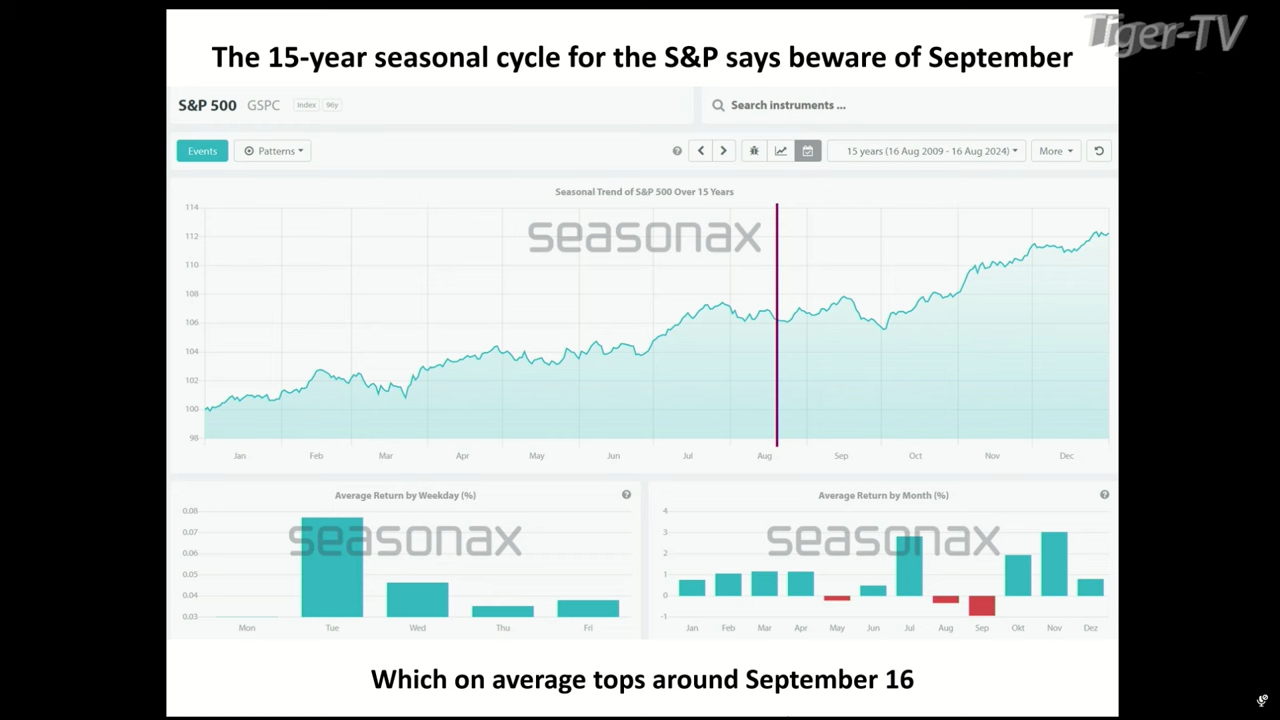 Tiger-TV
The 15-year seasonal cycle for the S&P says beware of September
S&P 500 GSPC Index 96y
Search instruments ...
Events Patterns
15 years (16 Aug 2009 - 16 Aug 2024) More
Seasonal Trend of S&P 500 Over 15 Years
seasonax
114
112
110
108
106
104
102
100
98
Jan Feb Mar Apr May Jun Jul Aug Sep Oct Nov Dec
Average Return by Weekday (%)
seasonax
0.08
0.07
0.06
0.05
0.04
0.03
Mon Tue Wed Thu Fri
Average Return by Month (%)
seasonax
4
3
2
1
0
-1
Jan Feb Mar Apr May Jun Jul Aug Sep Okt Nov Dez
Which on average tops around September 16